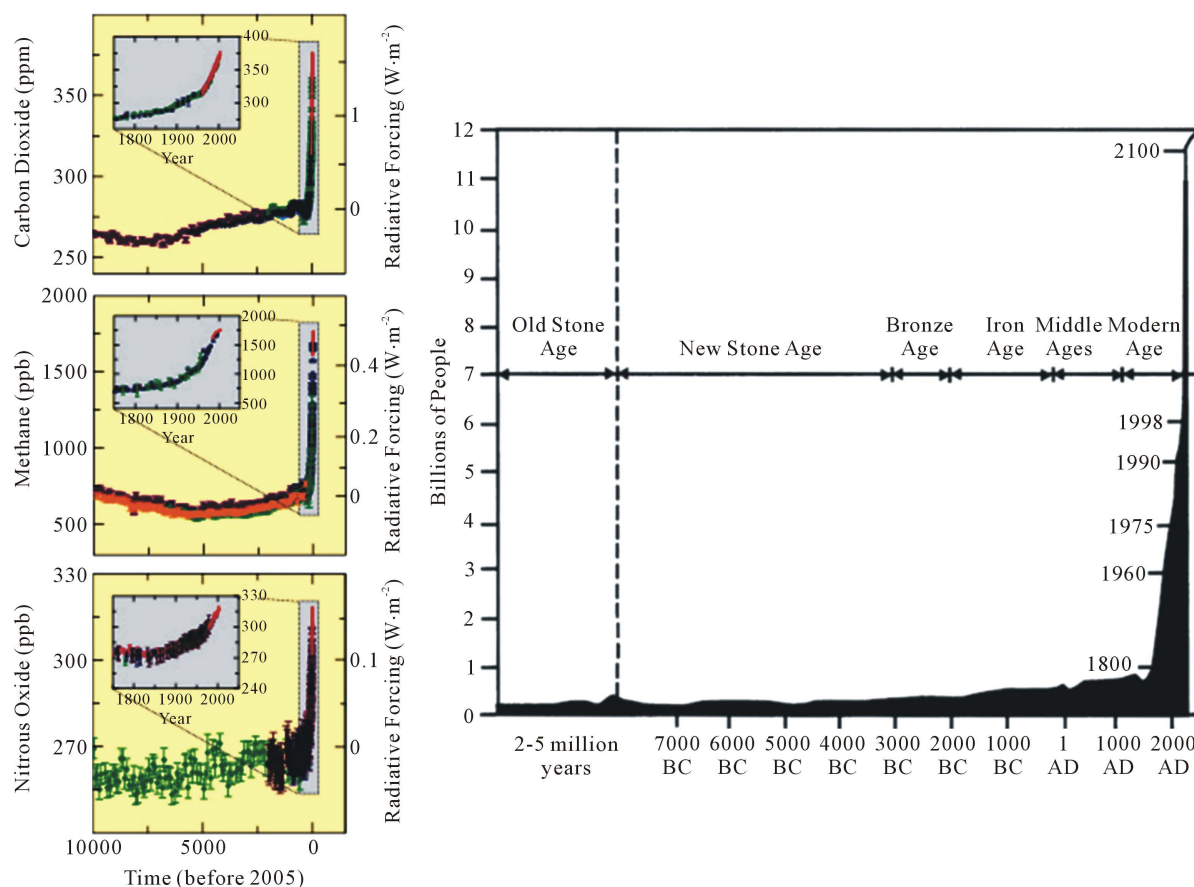 Carbon Dioxide (ppm)
350
300
250
400
350
300
1800 1900 2000
Year
1
0
Radiative Forcing (W·m-2)
Methane (ppb)
2000
1500
1000
500
2000
1500
1000
500
1800 1900 2000
Year
0.4
0.2
0
Radiative Forcing (W·m-2)
Nitrous Oxide (ppb)
330
300
270
330
300
270
240
1800 1900 2000
Year
0.1
0
Radiative Forcing (W·m-2)
10000 5000 0
Time (before 2005)
Billions of People
12
11
10
9
8
7
6
5
4
3
2
1
0
Old Stone
Age
New Stone Age
Bronze
Age
Iron
Age
Middle
Ages
Modern
Age
2100
1998
1990
1975
1960
1800
2-5 million
years
7000
BC
6000
BC
5000
BC
4000
BC
3000
BC
2000
BC
1000
BC
1
AD
1000
AD
2000
AD